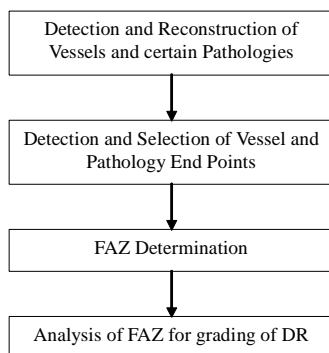 Detection and Reconstruction of
Vessels and certain Pathologies
Detection and Selection of Vessel and
Pathology End Points
FAZ Determination
Analysis of FAZ for grading of DR